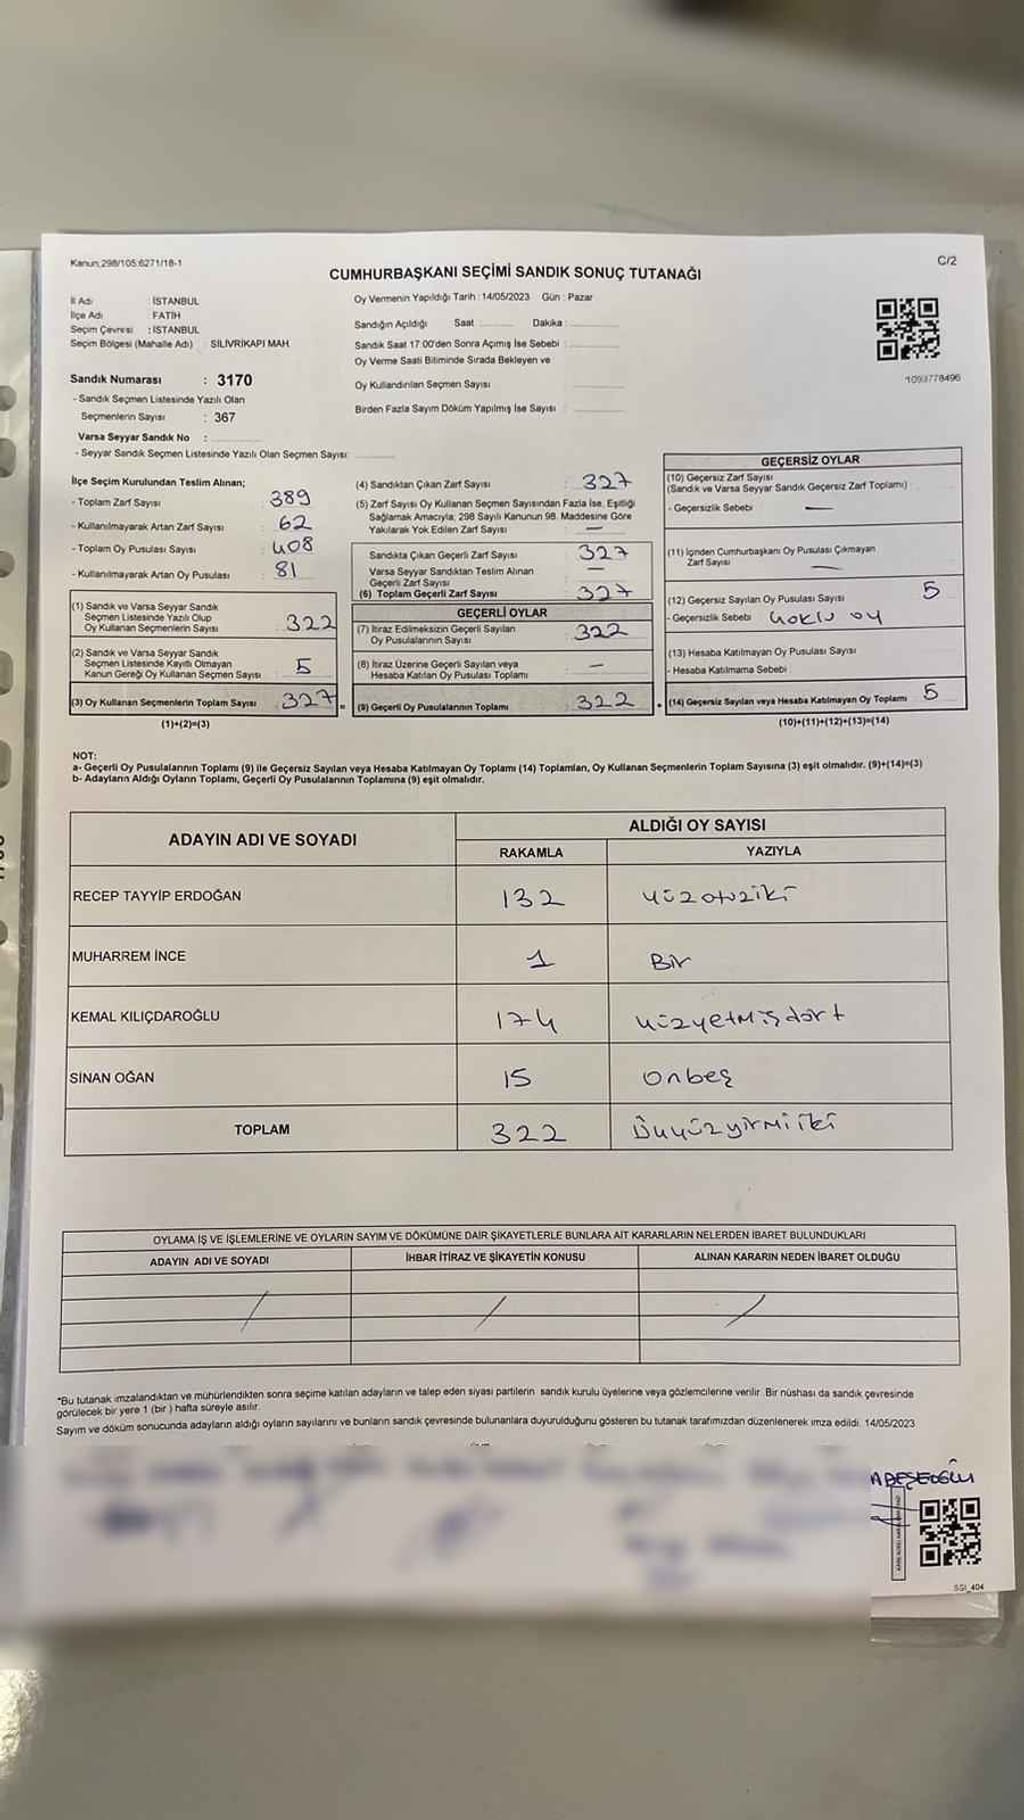 Kanun;298/105;6271/18-1
C/2
CUMHURBAŞKANI SEÇİMİ SANDIK SONUÇ TUTANAĞI
İl Adı : İSTANBUL
İlçe Adı : FATİH
Seçim Çevresi : İSTANBUL
Seçim Bölgesi (Mahalle Adı) SİLİVRİKAPI MAH.
Sandık Numarası : 3170
- Sandık Seçmen Listesinde Yazılı Olan
Seçmenlerin Sayısı : 367
Varsa Seyyar Sandık No :
- Seyyar Sandık Seçmen Listesinde Yazılı Olan Seçmen Sayısı:
Oy Vermenin Yapıldığı Tarih : 14/05/2023 Gün : Pazar
Sandığın Açıldığı Saat Dakika :
Sandık Saat 17:00'den Sonra Açımış İse Sebebi :
Oy Verme Saati Bitiminde Sırada Bekleyen ve
Oy Kullandırılan Seçmen Sayısı
Birden Fazla Sayım Döküm Yapılmış İse Sayısı
1093778496
İlçe Seçim Kurulundan Teslim Alınan;
- Toplam Zarf Sayısı : 389
- Kullanılmayarak Artan Zarf Sayısı : 62
- Toplam Oy Pusulası Sayısı : 408
- Kullanılmayarak Artan Oy Pusulası : 81
(1) Sandık ve Varsa Seyyar Sandık
Seçmen Listesinde Yazılı Olup
Oy Kullanan Seçmenlerin Sayısı : 322
(2) Sandık ve Varsa Seyyar Sandık
Seçmen Listesinde Kayıtlı Olmayan
Kanun Gereği Oy Kullanan Seçmen Sayısı : 5
(3) Oy Kullanan Seçmenlerin Toplam Sayısı : 327
(1)+(2)=(3)
(4) Sandıktan Çıkan Zarf Sayısı : 327
(5) Zarf Sayısı Oy Kullanan Seçmen Sayısından Fazla İse, Eşitliği
Sağlamak Amacıyla, 298 Sayılı Kanunun 98. Maddesine Göre
Yakılarak Yok Edilen Zarf Sayısı : —
Sandıkta Çıkan Geçerli Zarf Sayısı : 327
Varsa Seyyar Sandıktan Teslim Alınan
Geçerli Zarf Sayısı : —
(6) Toplam Geçerli Zarf Sayısı : 327
GEÇERLİ OYLAR
(7) İtiraz Edilmeksizin Geçerli Sayılan
Oy Pusulalarının Sayısı : 322
(8) İtiraz Üzerine Geçerli Sayılan veya
Hesaba Katılan Oy Pusulası Toplamı : —
(9) Geçerli Oy Pusulalarının Toplamı : 322
GEÇERSİZ OYLAR
(10) Geçersiz Zarf Sayısı
(Sandık ve Varsa Seyyar Sandık Geçersiz Zarf Toplamı) :
- Geçersizlik Sebebi : —
(11) İçinden Cumhurbaşkanı Oy Pusulası Çıkmayan
Zarf Sayısı : —
(12) Geçersiz Sayılan Oy Pusulası Sayısı : 5
- Geçersizlik Sebebi : Çoklu oy
(13) Hesaba Katılmayan Oy Pusulası Sayısı
- Hesaba Katılmama Sebebi :
(14) Geçersiz Sayılan veya Hesaba Katılmayan Oy Toplamı : 5
(10)+(11)+(12)+(13)=(14)
NOT:
a- Geçerli Oy Pusulalarının Toplamı (9) ile Geçersiz Sayılan veya Hesaba Katılmayan Oy Toplamı (14) Toplamları, Oy Kullanan Seçmenlerin Toplam Sayısına (3) eşit olmalıdır. (9)+(14)=(3)
b- Adayların Aldığı Oyların Toplamı, Geçerli Oy Pusulalarının Toplamına (9) eşit olmalıdır.
ADAYIN ADI VE SOYADI
ALDIĞI OY SAYISI
RAKAMLA YAZIYLA
RECEP TAYYİP ERDOĞAN 132 yüzotuziki
MUHARREM İNCE 1 Bir
KEMAL KILIÇDAROĞLU 174 yüzyetmişdört
SİNAN OĞAN 15 onbeş
TOPLAM 322 Üçyüzyirmiiki
OYLAMA İŞ VE İŞLEMLERİNE VE OYLARIN SAYIM VE DÖKÜMÜNE DAİR ŞİKAYETLERLE BUNLARA AİT KARARLARIN NELERDEN İBARET BULUNDUKLARI
ADAYIN ADI VE SOYADI İHBAR İTİRAZ VE ŞİKAYETİN KONUSU ALINAN KARARIN NEDEN İBARET OLDUĞU
*Bu tutanak imzalandıktan ve mühürlendikten sonra seçime katılan adayların ve talep eden siyasi partilerin sandık kurulu üyelerine veya gözlemcilerine verilir. Bir nüshası da sandık çevresinde
görülecek bir yere 1 (bir) hafta süreyle asılır.
Sayım ve döküm sonucunda adayların aldığı oyların sayılarını ve bunların sandık çevresinde bulunanlara duyurulduğunu gösteren bu tutanak tarafımızdan düzenlenerek imza edildi. 14/05/2023
SGI_404